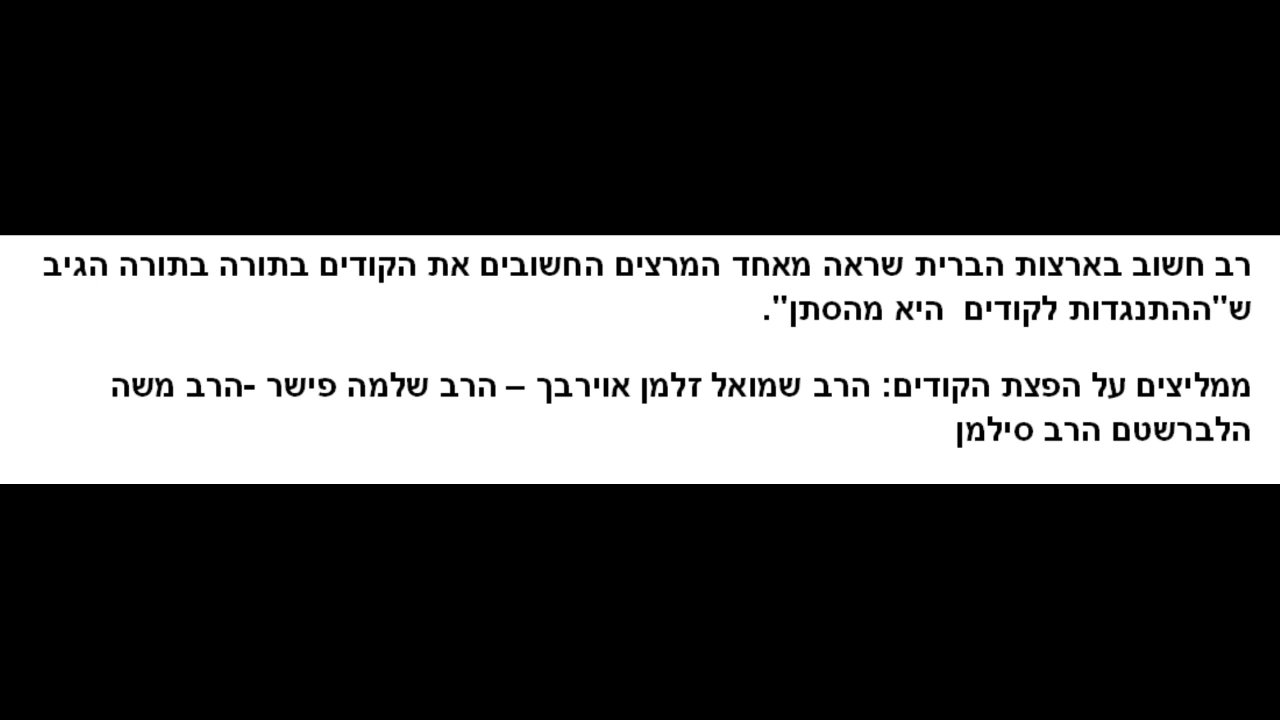 רב חשוב בארצות הברית שראה מאחד המרצים החשובים את הקודים בתורה בתורה הגיב
ש"ההתנגדות לקודים  היא מהסתן".
ממליצים על הפצת הקודים: הרב שמואל זלמן אוירבך – הרב שלמה פישר -הרב משה
הלברשטם הרב סילמן